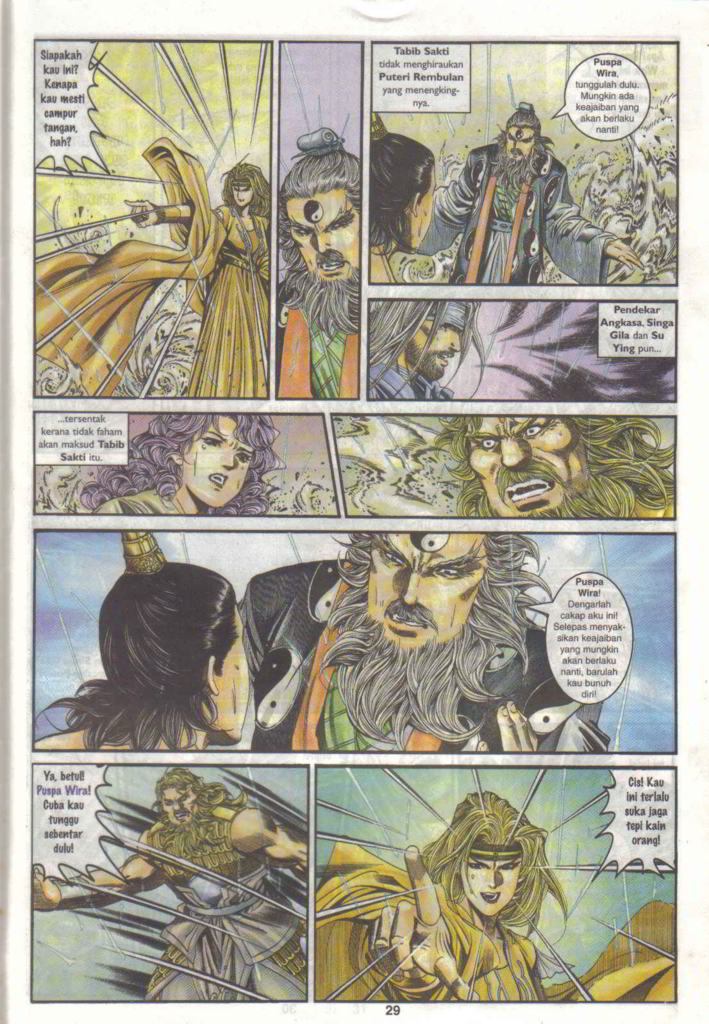 Siapakah
kau ini?
Kenapa
kau mesti
campur
tangan,
hah?
Tabib Sakti
tidak menghiraukan
Puteri Rembulan
yang menengking-
nya.
Puspa
Wira,
tunggulah dulu.
Mungkin ada
keajaiban yang
akan berlaku
nanti!
Pendekar
Angkasa, Singa
Gila dan Su
Ying pun...
...tersentak
kerana tidak faham
akan maksud Tabib
Sakti itu.
Puspa
Wira!
Dengarlah
cakap aku ini!
Selepas menyak-
sikan keajaiban
yang mungkin
akan berlaku
nanti, barulah
kau bunuh
diri!
Ya, betul!
Puspa Wira!
Cuba kau
tunggu
sebentar
dulu!
Cis! Kau
ini terlalu
suka jaga
tepi kain
orang!
29